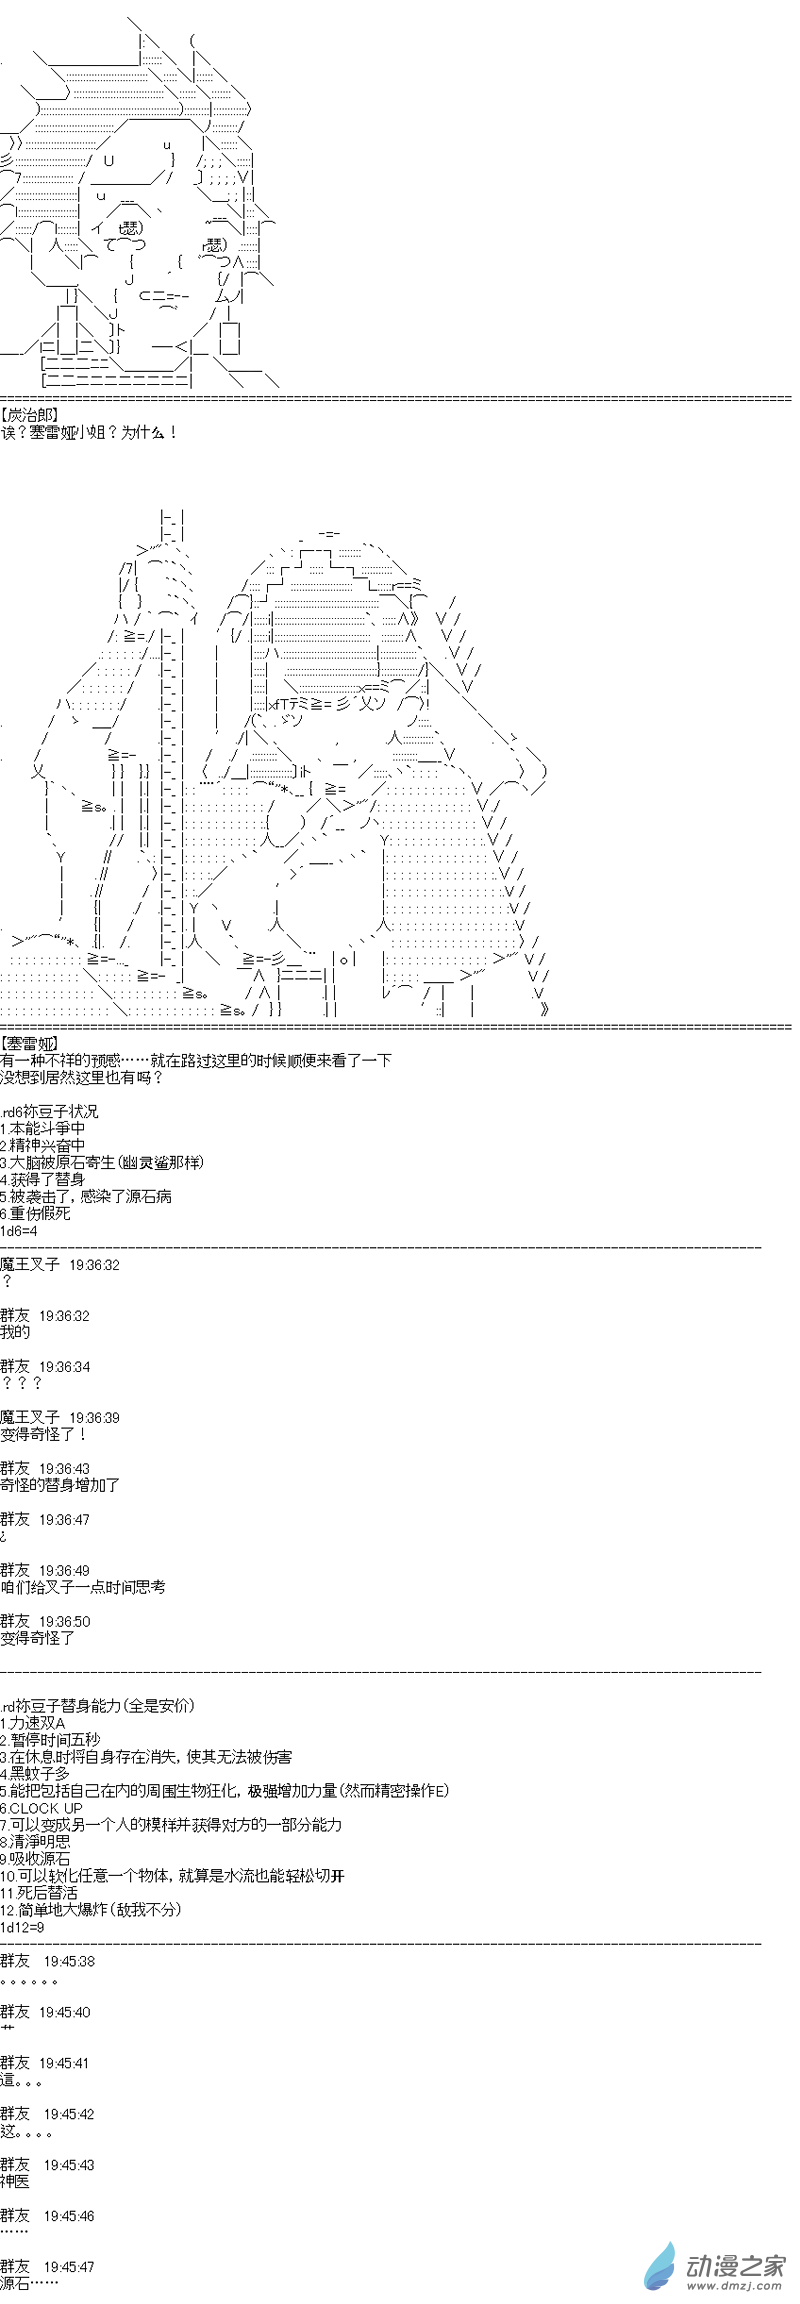 【炭治郎】
诶？塞雷娅小姐？为什么！
【塞雷娅】
有一种不祥的预感……就在路过这里的时候顺便来看了一下
没想到居然这里也有吗？
.rd6祢豆子状况
1.本能斗争中
2.精神兴奋中
3.大脑被原石寄生(幽灵鲨那样)
4.获得了替身
5.被袭击了，感染了源石病
6.重伤假死
1d6=4
魔王叉子 19:36:32
？
群友 19:36:32
我的
群友 19:36:34
？？？
魔王叉子 19:36:39
变得奇怪了！
群友 19:36:43
奇怪的替身增加了
群友 19:36:47
¿
群友 19:36:49
咱们给叉子一点时间思考
群友 19:36:50
变得奇怪了
.rd祢豆子替身能力(全是安价)
1.力速双A
2.暂停时间五秒
3.在休息时将自身存在消失，使其无法被伤害
4.黑蚊子多
5.能把包括自己在内的周围生物狂化，极强增加力量(然而精密操作E)
6.CLOCK UP
7.可以变成另一个人的模样并获得对方的一部分能力
8.清淨明思
9.吸收源石
10.可以软化任意一个物体，就算是水流也能轻松切开
11.死后替活
12.简单地大爆炸(敌我不分)
1d12=9
群友 19:45:38
。。。。。。
群友 19:45:40
艹
群友 19:45:41
這。。。
群友 19:45:42
这。。。。
群友 19:45:43
神医
群友 19:45:46
……
群友 19:45:47
源石……
动漫之家
www.dmzj.com